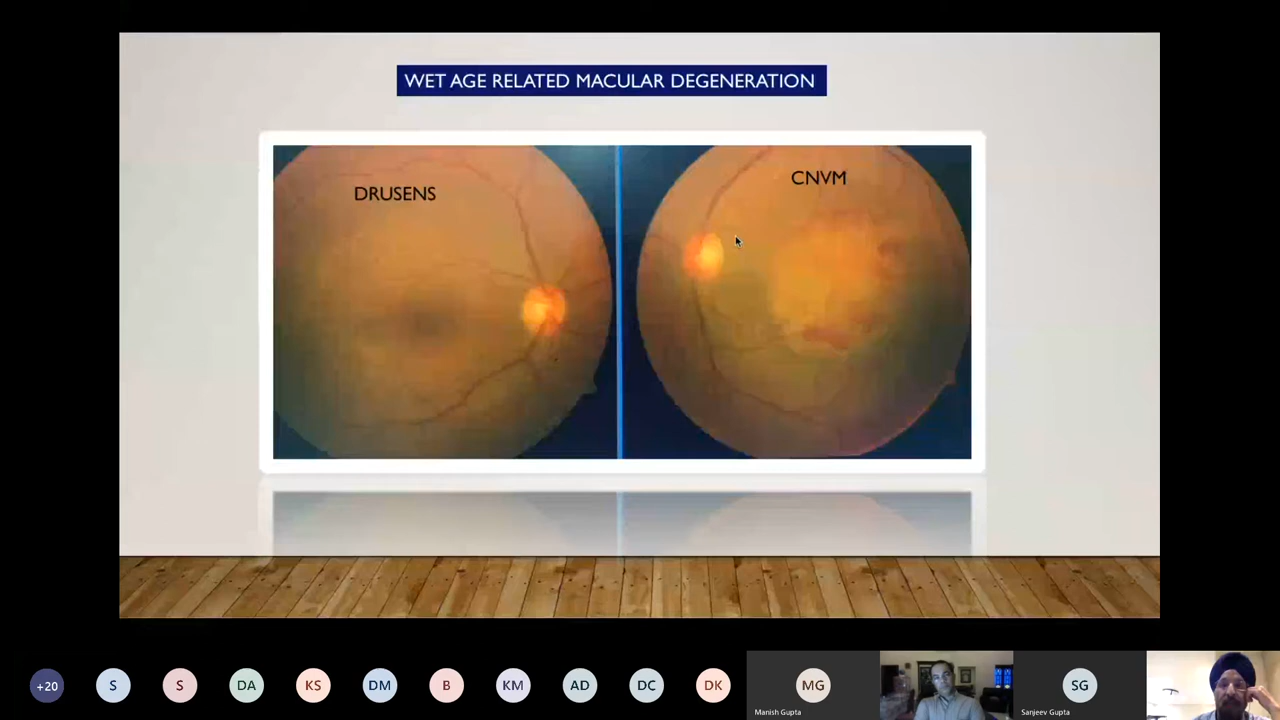 WET AGE RELATED MACULAR DEGENERATION
DRUSENS
CNVM
+20
S
S
DA
KS
DM
B
KM
AD
DC
DK
MG
SG
Manish Gupta
Sanjeev Gupta